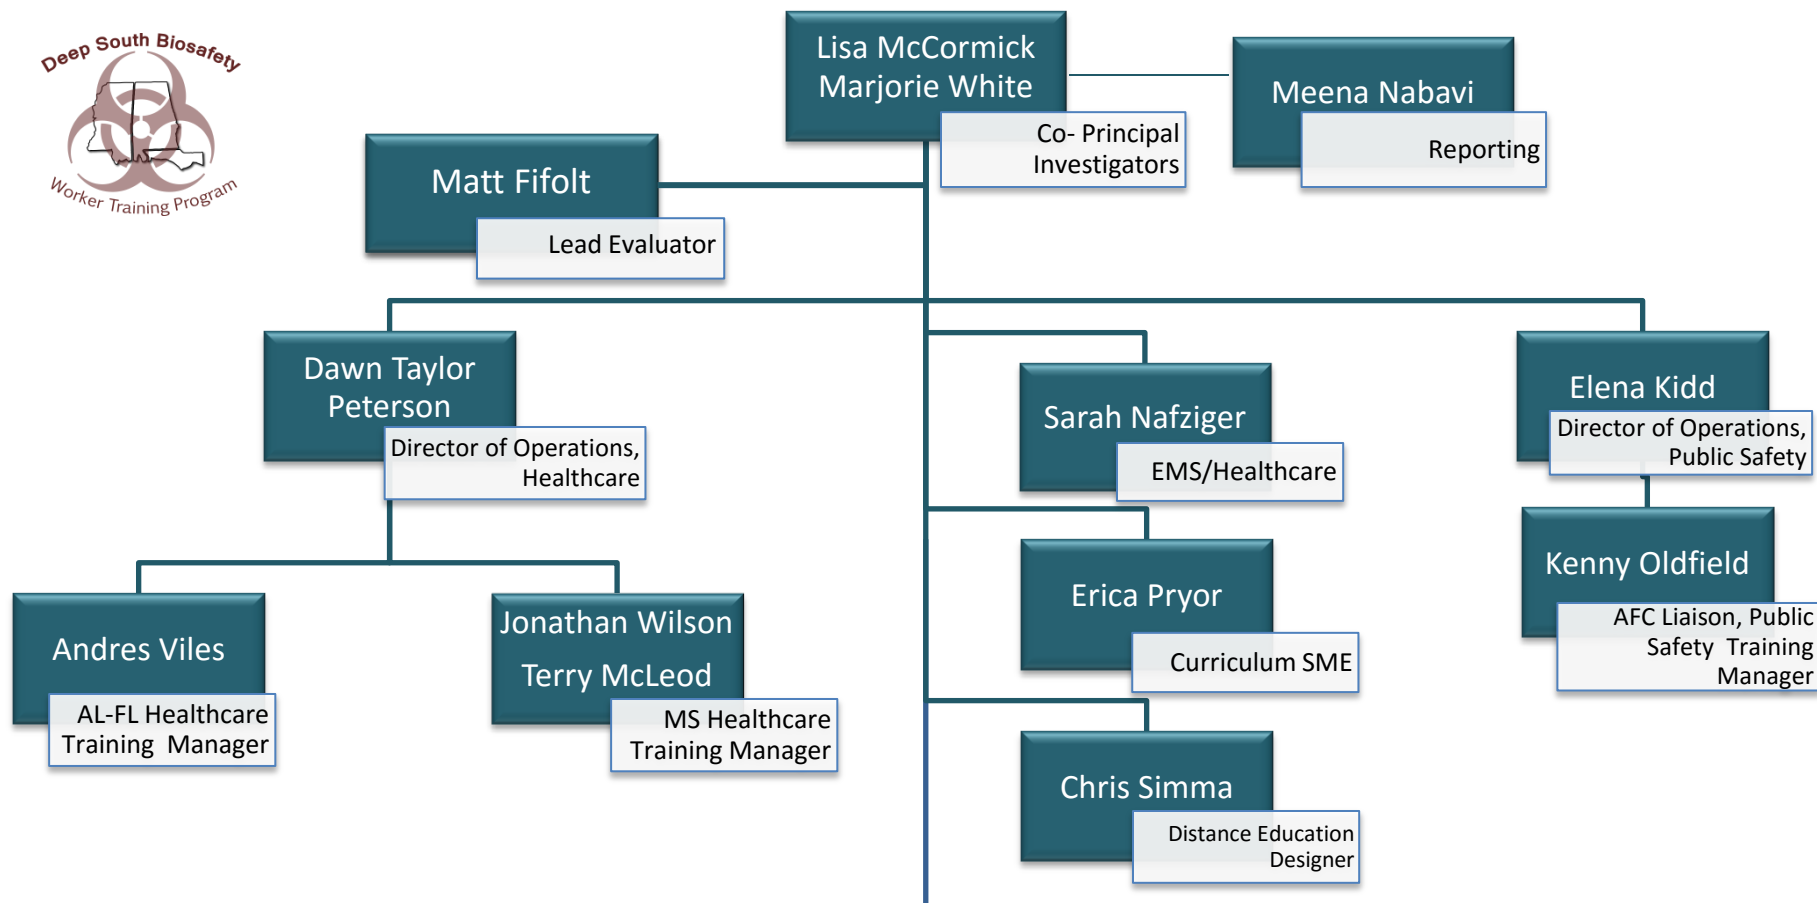 Deep South Biosafety
Worker Training Program
Lisa McCormick
Marjorie White
Co- Principal
Investigators
Meena Nabavi
Reporting
Matt Fifolt
Lead Evaluator
Dawn Taylor
Peterson
Director of Operations,
Healthcare
Sarah Nafziger
EMS/Healthcare
Elena Kidd
Director of Operations,
Public Safety
Andres Viles
AL-FL Healthcare
Training Manager
Jonathan Wilson
Terry McLeod
MS Healthcare
Training Manager
Erica Pryor
Curriculum SME
Kenny Oldfield
AFC Liaison, Public
Safety Training
Manager
Chris Simma
Distance Education
Designer